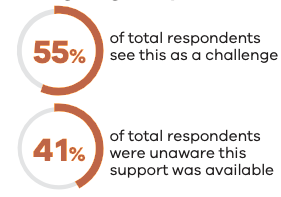 55%
of total respondents
see this as a challenge
41%
of total respondents
were unaware this
support was available